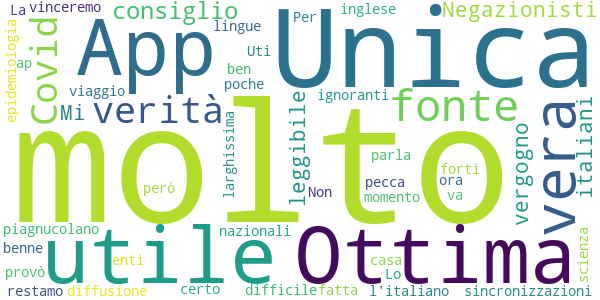 La vinceremo
consiglio
inglese
Negazionisti
App
Unica
Per
lingue
epidemiologia
Covid
Uti
ap
ben
poche
viaggio
Mi
verità
ignoranti
fonte
vera
italiani
molto
larghissima
leggibile
vergogno
parla
forti
però
Non
pecca
ora
momento
va
piagnucolano
nazionali
benne
utile
Ottima
scienza
enti
casa
provò
Lo
restamo
diffusione
certo
difficile
fatta
l'italiano
sincronizzazioni